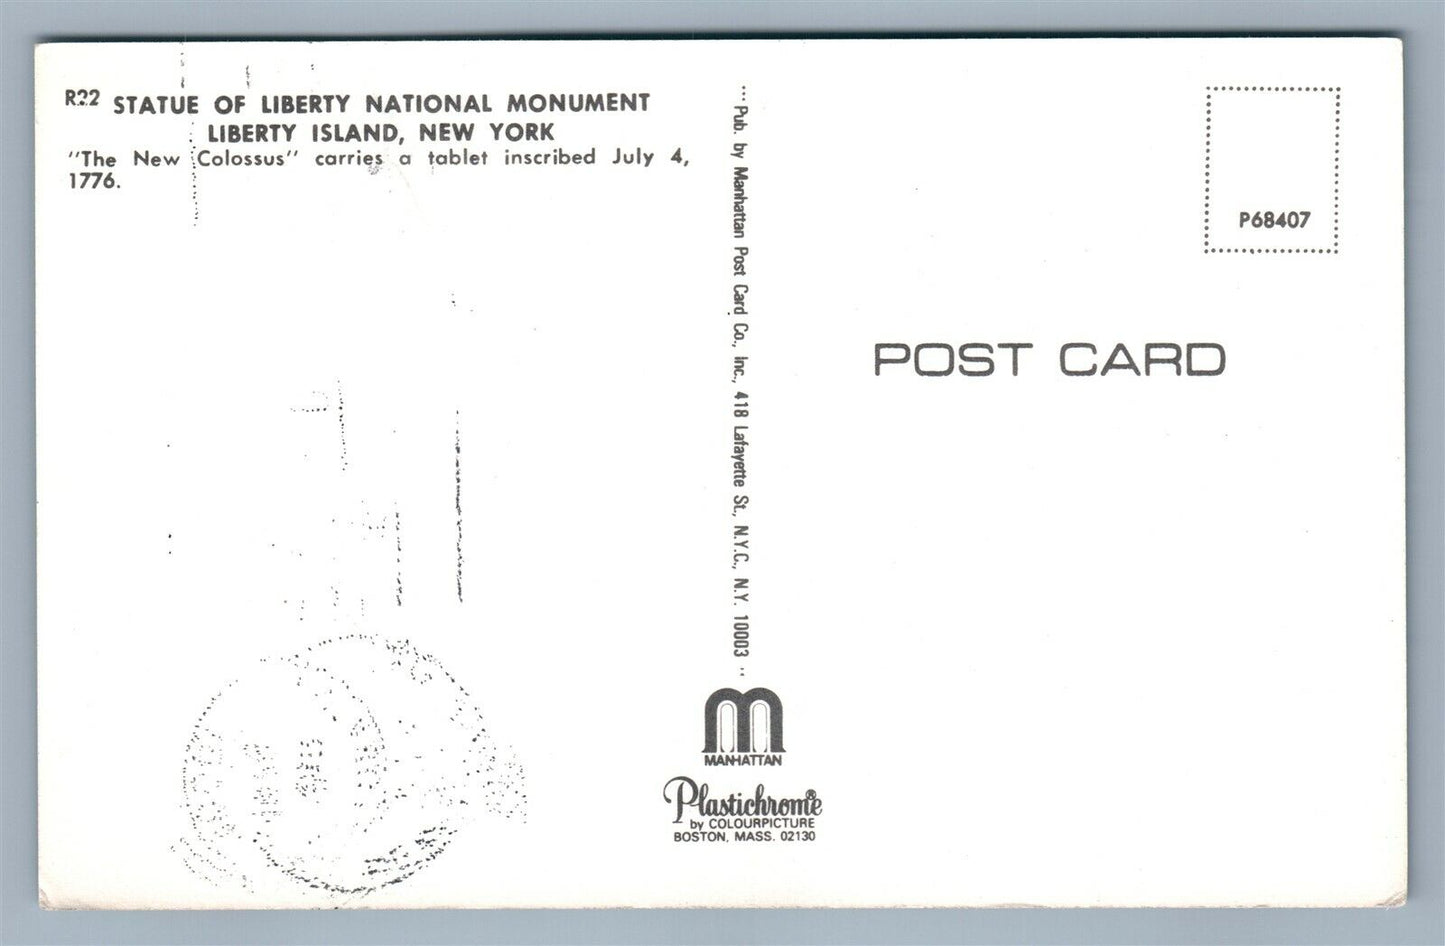 R22 STATUE OF LIBERTY NATIONAL MONUMENT
LIBERTY ISLAND, NEW YORK
"The New Colossus" carries a tablet inscribed July 4,
1776.
... Pub. by Manhattan Post Card Co., Inc., 418 Lafayette St., N.Y.C., N.Y. 10003 ..
MANHATTAN
Plastichrome®
by COLOURPICTURE
BOSTON, MASS. 02130
P68407
POST CARD